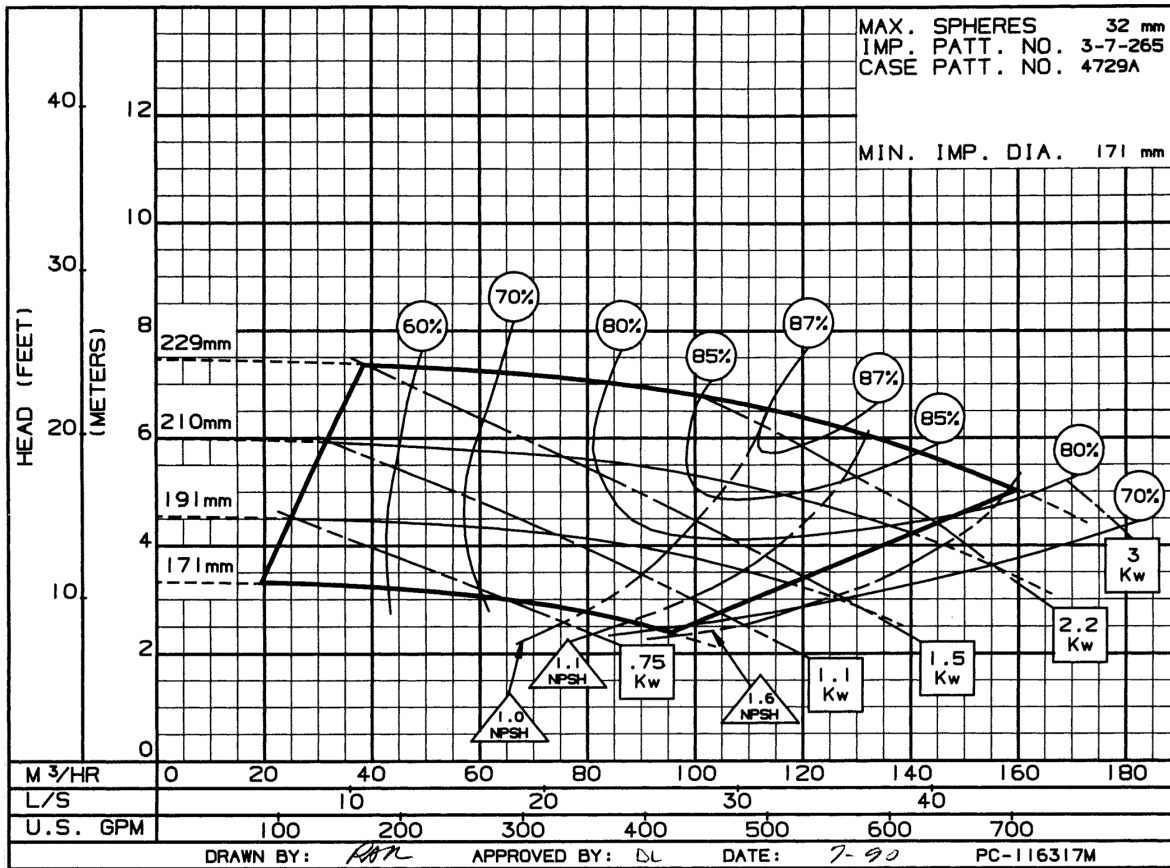 MAX. SPHERES 32 mm
IMP. PATT. NO. 3-7-265
CASE PATT. NO. 4729A
MIN. IMP. DIA. 171 mm
HEAD (FEET)
(METERS)
40
30
20
10
12
10
8
6
4
2
0
229mm
210mm
191mm
171mm
60%
70%
80%
85%
87%
87%
85%
80%
70%
3 Kw
2.2 Kw
1.5 Kw
1.1 Kw
.75 Kw
1.1 NPSH
1.0 NPSH
1.6 NPSH
M³/HR 0 20 40 60 80 100 120 140 160 180
L/S 10 20 30 40
U.S. GPM 100 200 300 400 500 600 700
DRAWN BY: APPROVED BY: DL DATE: 7-90 PC-116317M